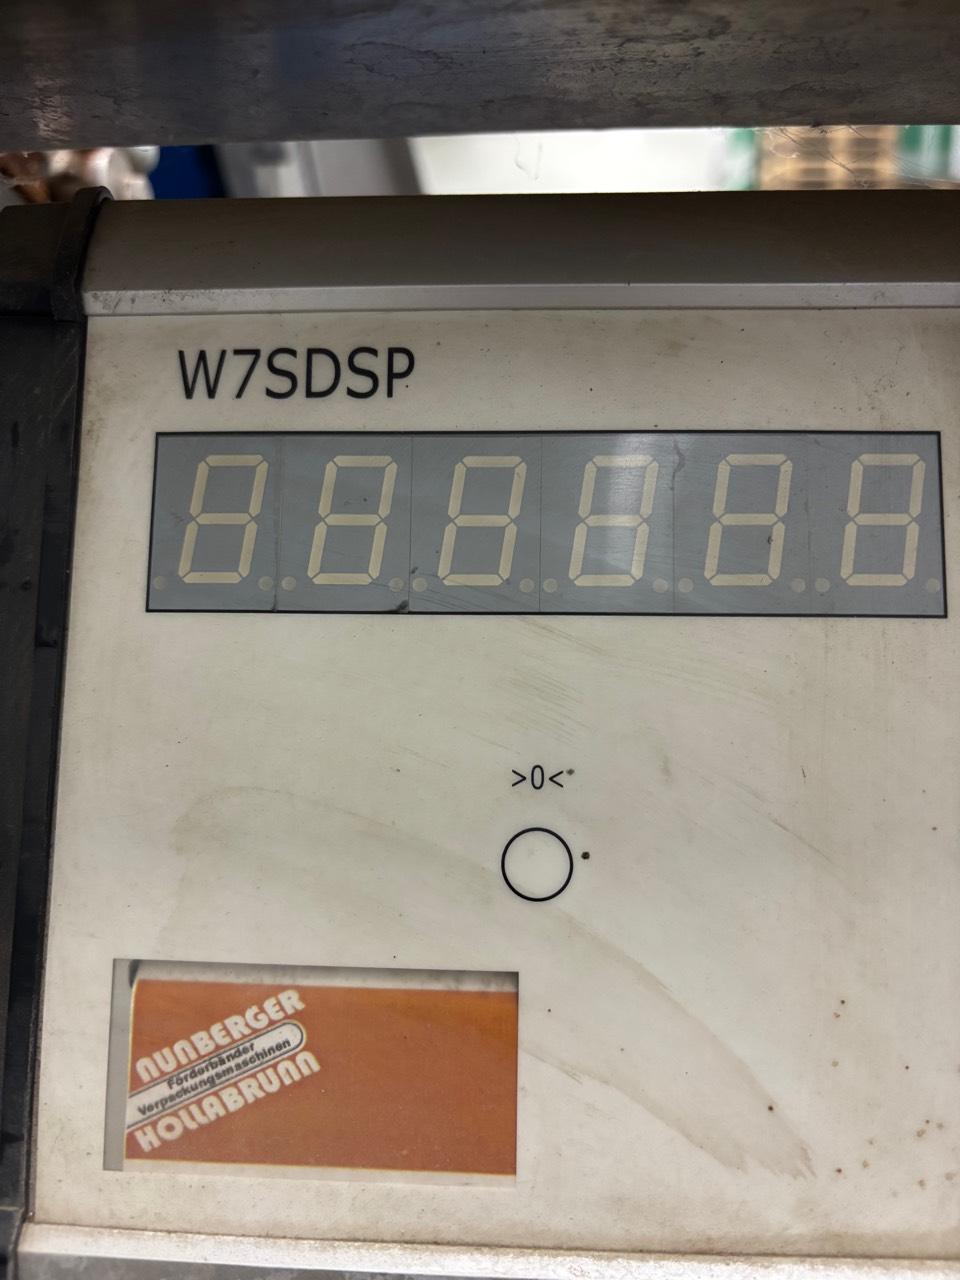 W7SDSP
>0<
NUNBERGER
Förderbänder
Verpackungsmaschinen
HOLLABRUNN